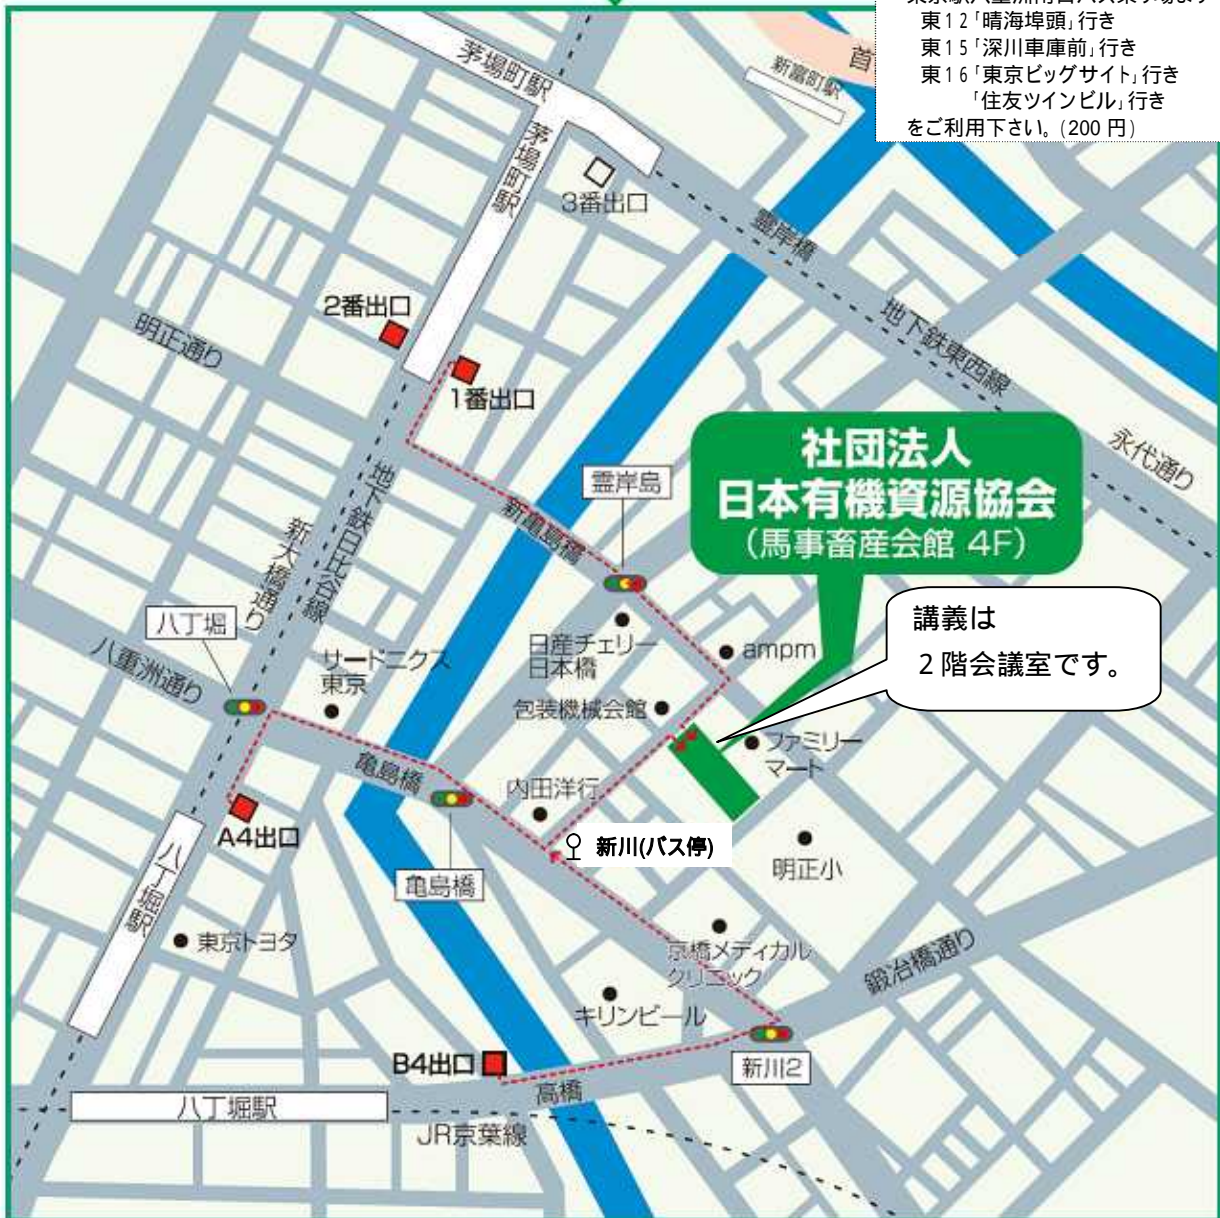 東12「晴海埠頭」行き
東15「深川車庫前」行き
東16「東京ビッグサイト」行き
「住友ツインビル」行き
をご利用下さい。(200 円)
茅場町駅
新富町駅
首
茅場町駅
3番出口
霊岸橋
2番出口
明正通り
1番出口
地下鉄東西線
永代通り
社団法人
日本有機資源協会
(馬事畜産会館 4F)
霊岸島
新亀島橋
地下鉄日比谷線
新大橋通り
八丁堀
八重洲通り
サードニクス
東京
日産チェリー
日本橋
ampm
講義は
2階会議室です。
包装機械会館
ファミリー
マート
亀島橋
内田洋行
A4出口
新川(バス停)
明正小
八丁堀駅
亀島橋
東京トヨタ
京橋メディカル
クリニック
鍛冶橋通り
キリンビール
B4出口
新川2
高橋
八丁堀駅
JR京葉線